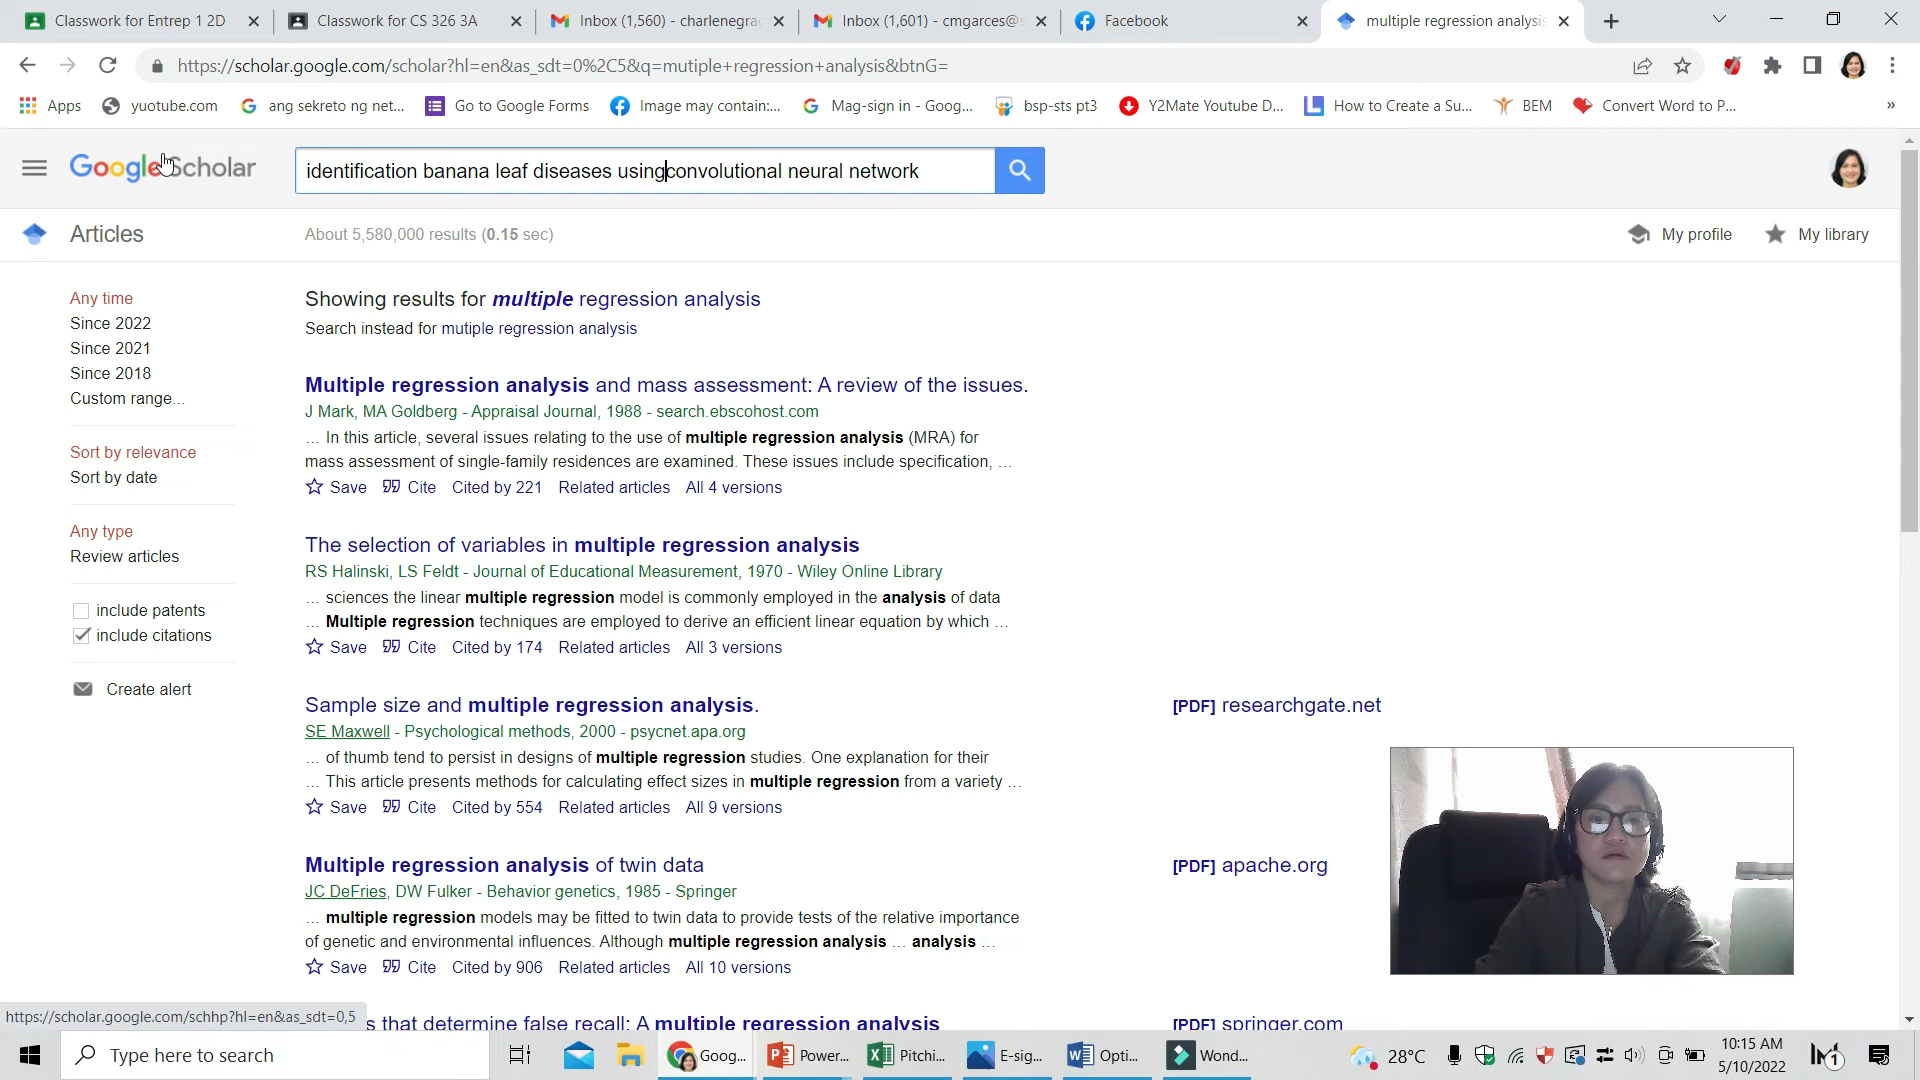 Classwork for Entrep 1 2D
Classwork for CS 326 3A
Inbox (1,560) - charlenegra
Inbox (1,601) - cmgarces@s
Facebook
multiple regression analysis
https://scholar.google.com/scholar?hl=en&as_sdt=0%2C5&q=mutiple+regression+analysis&btnG=
Apps
yuotube.com
ang sekreto ng net...
Go to Google Forms
Image may contain:...
Mag-sign in - Goog...
bsp-sts pt3
Y2Mate Youtube D...
How to Create a Su...
BEM
Convert Word to P...
»
Google Scholar
identification banana leaf diseases usingconvolutional neural network
Articles
About 5,580,000 results (0.15 sec)
My profile
My library
Any time
Since 2022
Since 2021
Since 2018
Custom range...
Sort by relevance
Sort by date
Any type
Review articles
include patents
include citations
Create alert
Showing results for multiple regression analysis
Search instead for mutiple regression analysis
Multiple regression analysis and mass assessment: A review of the issues.
J Mark, MA Goldberg - Appraisal Journal, 1988 - search.ebscohost.com
... In this article, several issues relating to the use of multiple regression analysis (MRA) for
mass assessment of single-family residences are examined. These issues include specification, ...
Save Cite Cited by 221 Related articles All 4 versions
The selection of variables in multiple regression analysis
RS Halinski, LS Feldt - Journal of Educational Measurement, 1970 - Wiley Online Library
... sciences the linear multiple regression model is commonly employed in the analysis of data
... Multiple regression techniques are employed to derive an efficient linear equation by which ...
Save Cite Cited by 174 Related articles All 3 versions
Sample size and multiple regression analysis.
[PDF] researchgate.net
SE Maxwell - Psychological methods, 2000 - psycnet.apa.org
... of thumb tend to persist in designs of multiple regression studies. One explanation for their
... This article presents methods for calculating effect sizes in multiple regression from a variety ...
Save Cite Cited by 554 Related articles All 9 versions
Multiple regression analysis of twin data
[PDF] apache.org
JC DeFries, DW Fulker - Behavior genetics, 1985 - Springer
... multiple regression models may be fitted to twin data to provide tests of the relative importance
of genetic and environmental influences. Although multiple regression analysis ... analysis ...
Save Cite Cited by 906 Related articles All 10 versions
https://scholar.google.com/schhp?hl=en&as_sdt=0,5
s that determine false recall: A multiple regression analysis
[PDF] springer.com
Type here to search
Goog...
Power...
Pitchi...
E-sig...
Opti...
Wond...
28°C
10:15 AM
5/10/2022
1